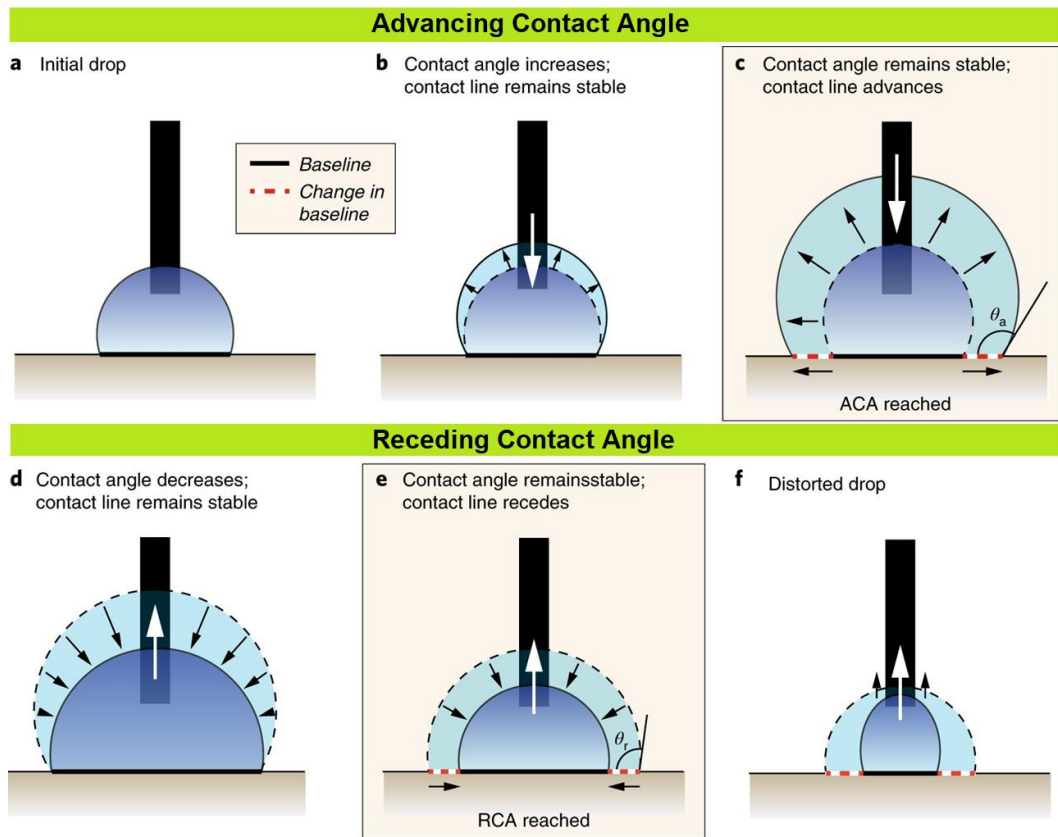 Advancing Contact Angle
a Initial drop
b Contact angle increases;
contact line remains stable
c Contact angle remains stable;
contact line advances
Baseline
Change in
baseline
θa
ACA reached
Receding Contact Angle
d Contact angle decreases;
contact line remains stable
e Contact angle remainsstable;
contact line recedes
f Distorted drop
θr
RCA reached